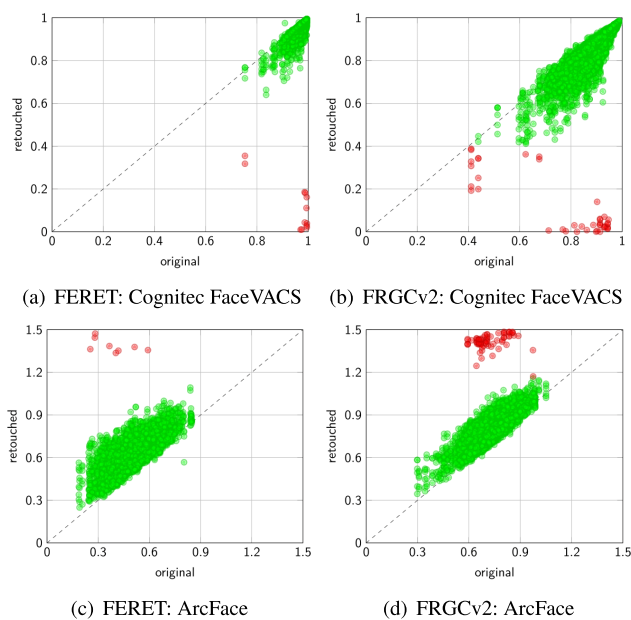 1
0.8
0.6
0.4
0.2
0
0 0.2 0.4 0.6 0.8 1
retouched
original
(a) FERET: Cognitec FaceVACS
1
0.8
0.6
0.4
0.2
0
0 0.2 0.4 0.6 0.8 1
retouched
original
(b) FRGCv2: Cognitec FaceVACS
1.5
1.2
0.9
0.6
0.3
0
0 0.3 0.6 0.9 1.2 1.5
retouched
original
(c) FERET: ArcFace
1.5
1.2
0.9
0.6
0.3
0
0 0.3 0.6 0.9 1.2 1.5
retouched
original
(d) FRGCv2: ArcFace